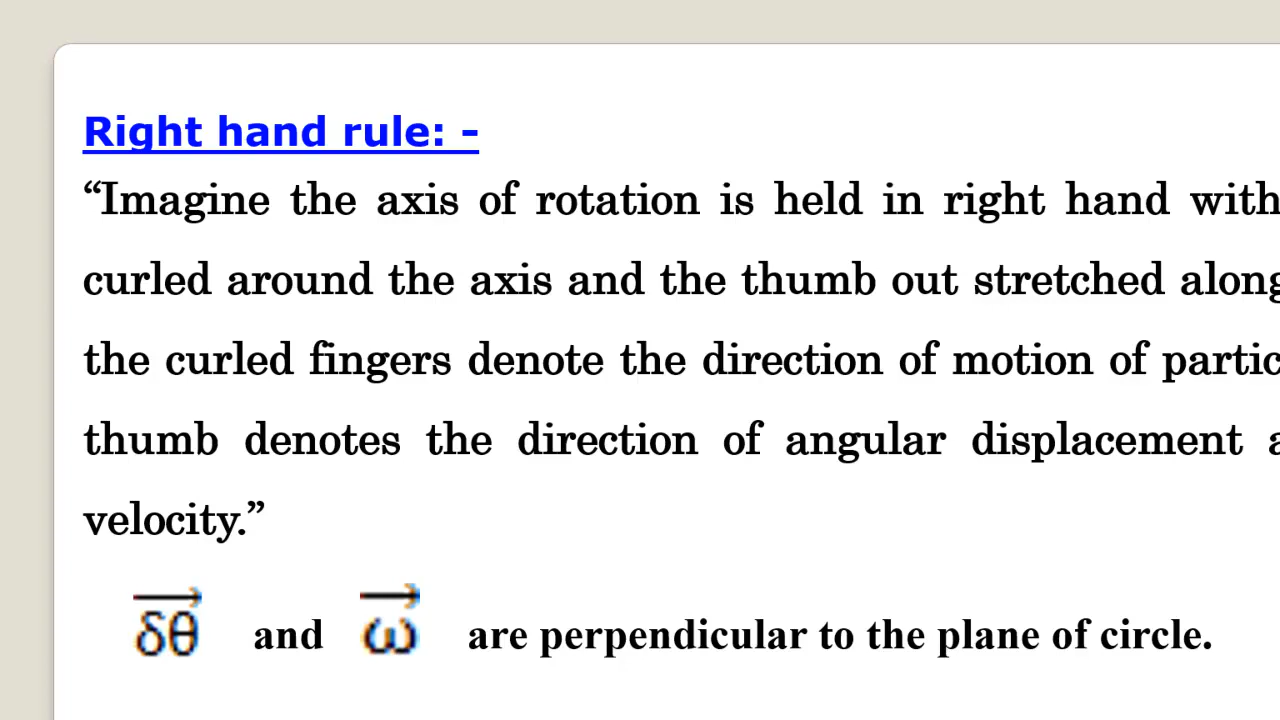 Right hand rule: -
“Imagine the axis of rotation is held in right hand with
curled around the axis and the thumb out stretched along
the curled fingers denote the direction of motion of partic
thumb denotes the direction of angular displacement a
velocity.”
δθ and ω are perpendicular to the plane of circle.